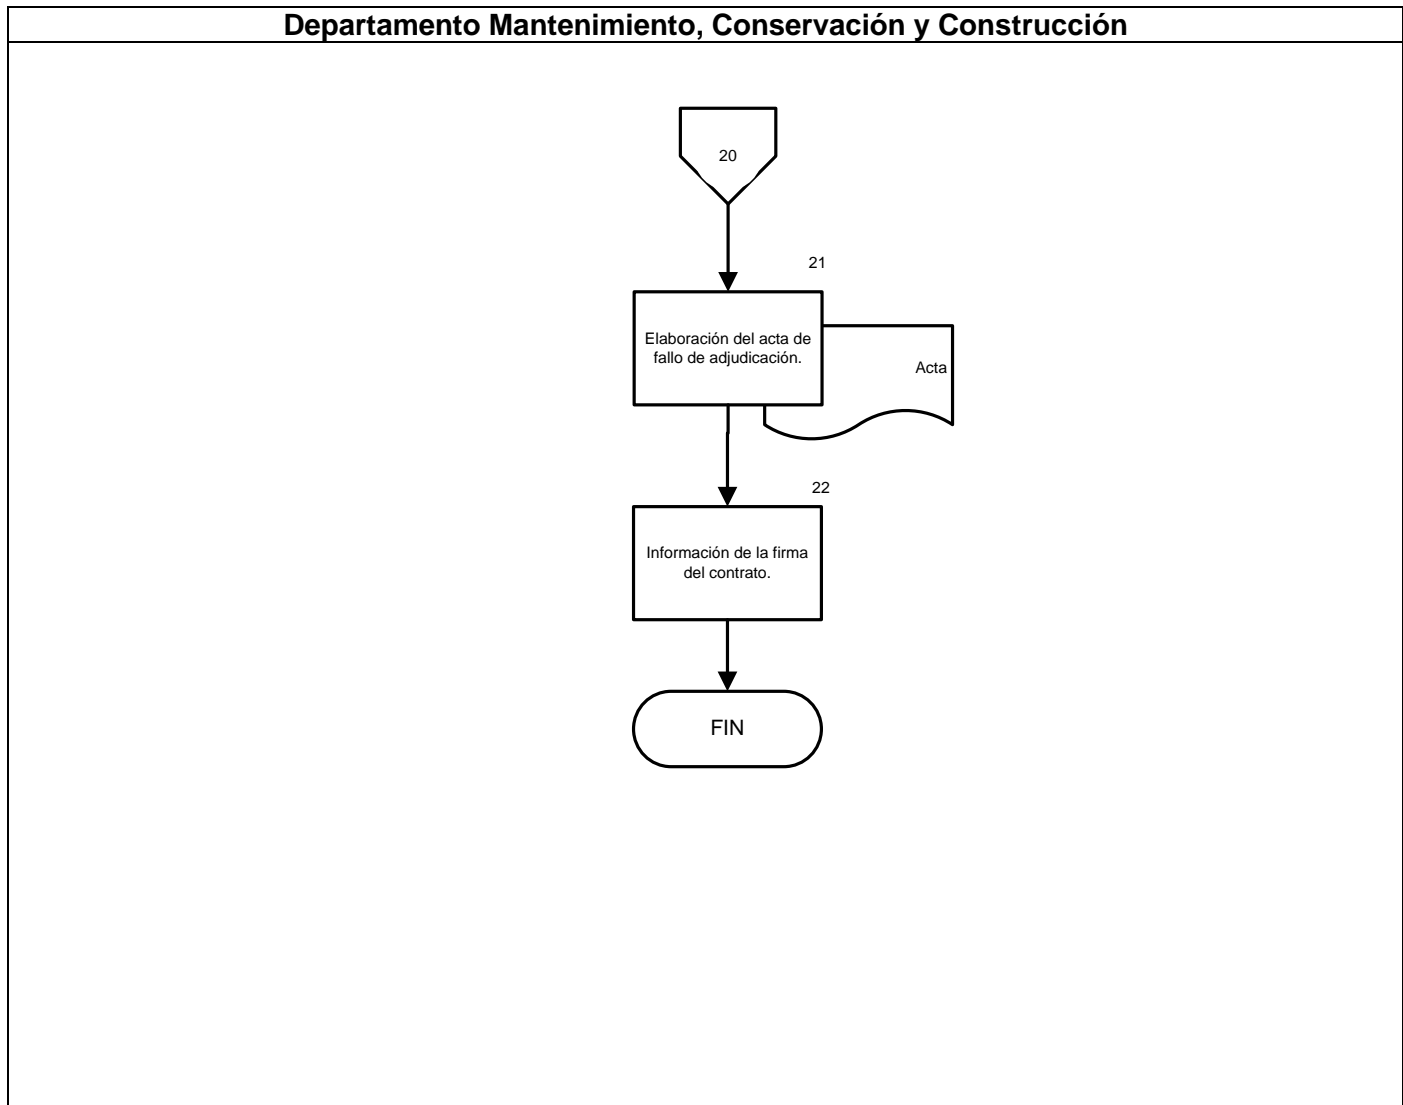 Departamento Mantenimiento, Conservación y Construcción
20
21
Elaboración del acta de
fallo de adjudicación.
Acta
22
Información de la firma
del contrato.
FIN